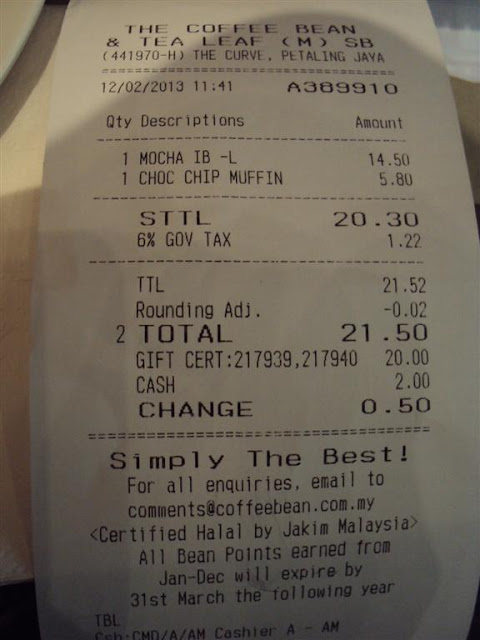 THE COFFEE BEAN
& TEA LEAF (M) SB
(441970-H) THE CURVE, PETALING JAYA
12/02/2013 11:41 A389910
Qty Descriptions Amount
1 MOCHA IB -L 14.50
1 CHOC CHIP MUFFIN 5.80
STTL 20.30
6% GOV TAX 1.22
TTL 21.52
Rounding Adj. -0.02
2 TOTAL 21.50
GIFT CERT:217939,217940 20.00
CASH 2.00
CHANGE 0.50
Simply The Best!
For all enquiries, email to
comments@coffeebean.com.my
<Certified Halal by Jakim Malaysia>
All Bean Points earned from
Jan-Dec will expire by
31st March the following year
TBL
Csh:CMD/A/AM Cashier A - AM